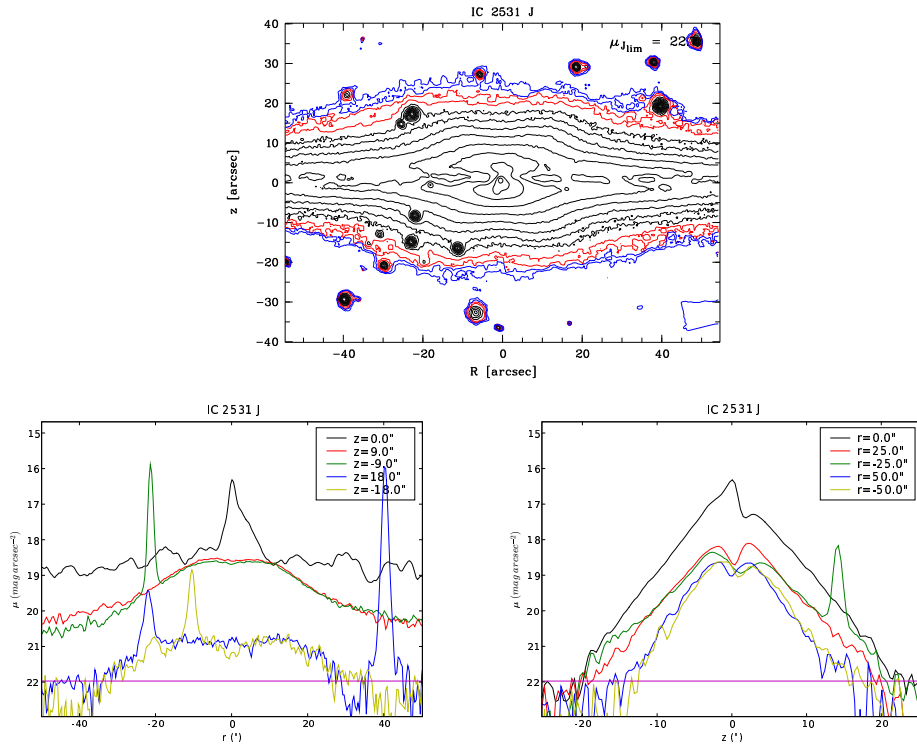 IC 2531 J
μJlim = 22
40
30
20
10
0
−10
−20
−30
−40
z [arcsec]
−40 −20 0 20 40
R [arcsec]
IC 2531 J
z=0.0"
z=9.0"
z=-9.0"
z=18.0"
z=-18.0"
16
17
18
19
20
21
22
μ (mag arcsec⁻²)
-40 -20 0 20 40
r (")
IC 2531 J
r=0.0"
r=25.0"
r=-25.0"
r=50.0"
r=-50.0"
16
17
18
19
20
21
22
μ (mag arcsec⁻²)
-20 -10 0 10 20
z (")